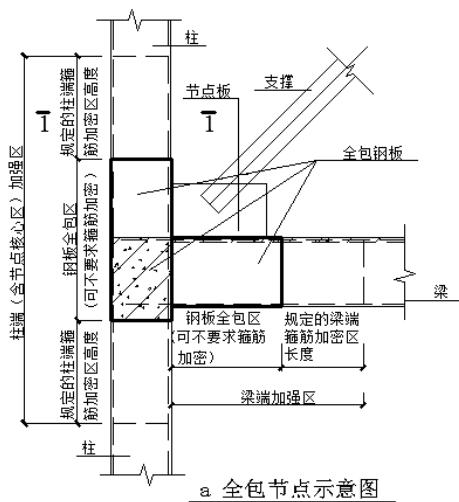 柱
节点板
支撑
1
1
全包钢板
柱端（含节点核心区）加强区
规定的柱端箍
筋加密区高度
钢板全包区
（可不要求箍筋加密）
规定的柱端箍
筋加密区高度
梁
钢板全包区
(可不要求箍筋
加密)
规定的梁端
箍筋加密区
长度
梁端加强区
柱
a 全包节点示意图